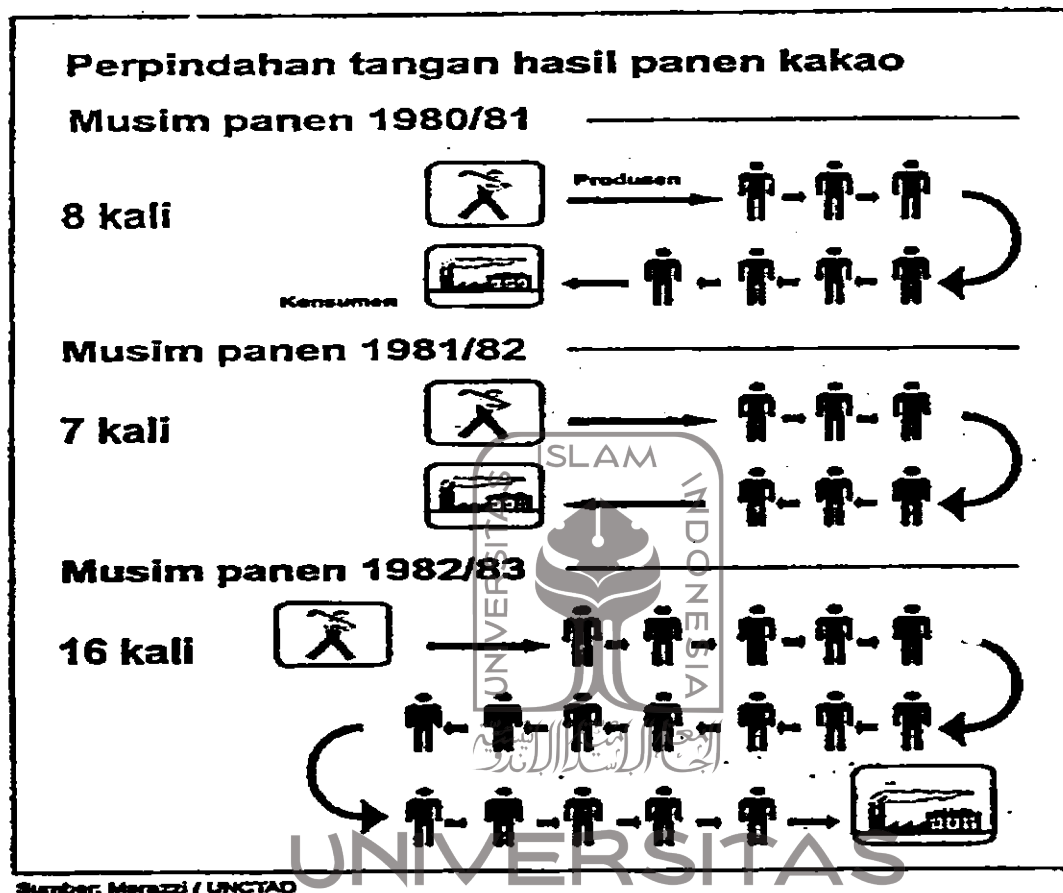 Perpindahan tangan hasil panen kakao
Musim panen 1980/81
Produsen
8 kali
Konsumen
Musim panen 1981/82
7 kali
ISLAM
UNIVERSITAS
INDONESIA
Musim panen 1982/83
16 kali
UNIVERSITAS
Sumber: Marazzi / UNCTAD